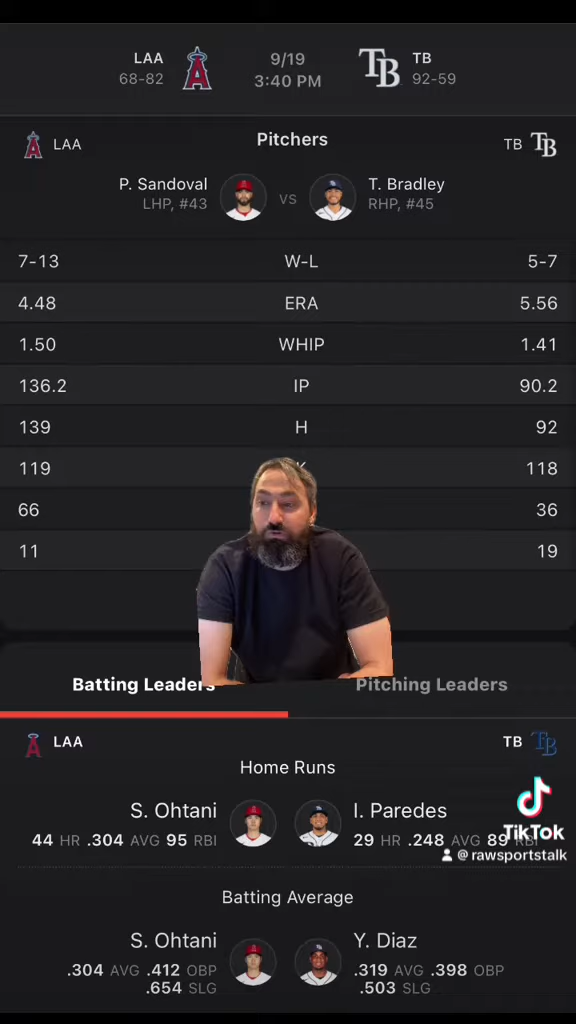 LAA
68-82
9/19
3:40 PM
TB
92-59
LAA
Pitchers
TB
P. Sandoval
LHP, #43
VS
T. Bradley
RHP, #45
7-13 W-L 5-7
4.48 ERA 5.56
1.50 WHIP 1.41
136.2 IP 90.2
139 H 92
119 K 118
66 36
11 19
Batting Leaders
Pitching Leaders
LAA
TB
Home Runs
S. Ohtani
44 HR .304 AVG 95 RBI
I. Paredes
29 HR .248 AVG 89 RBI
TikTok
@rawsportstalk
Batting Average
S. Ohtani
.304 AVG .412 OBP
.654 SLG
Y. Diaz
.319 AVG .398 OBP
.503 SLG